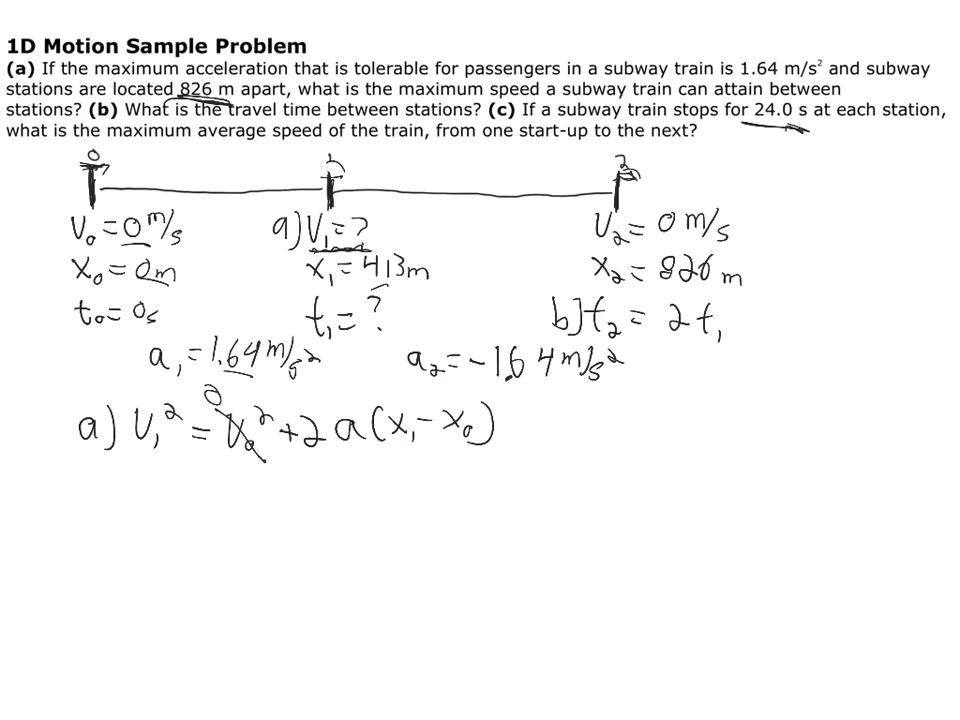 1D Motion Sample Problem
(a) If the maximum acceleration that is tolerable for passengers in a subway train is 1.64 m/s² and subway
stations are located 826 m apart, what is the maximum speed a subway train can attain between
stations? (b) What is the travel time between stations? (c) If a subway train stops for 24.0 s at each station,
what is the maximum average speed of the train, from one start-up to the next?
0 1 2
V₀ = 0 m/s a) V₁ = ? V₂ = 0 m/s
X₀ = 0m X₁ = 413m X₂ = 826 m
t₀ = 0s t₁ = ? b) t₂ = 2t₁
a₁ = 1.64 m/s² a₂ = -1.64 m/s²
0
a) V₁² = V₀² + 2a(X₁ - X₀)